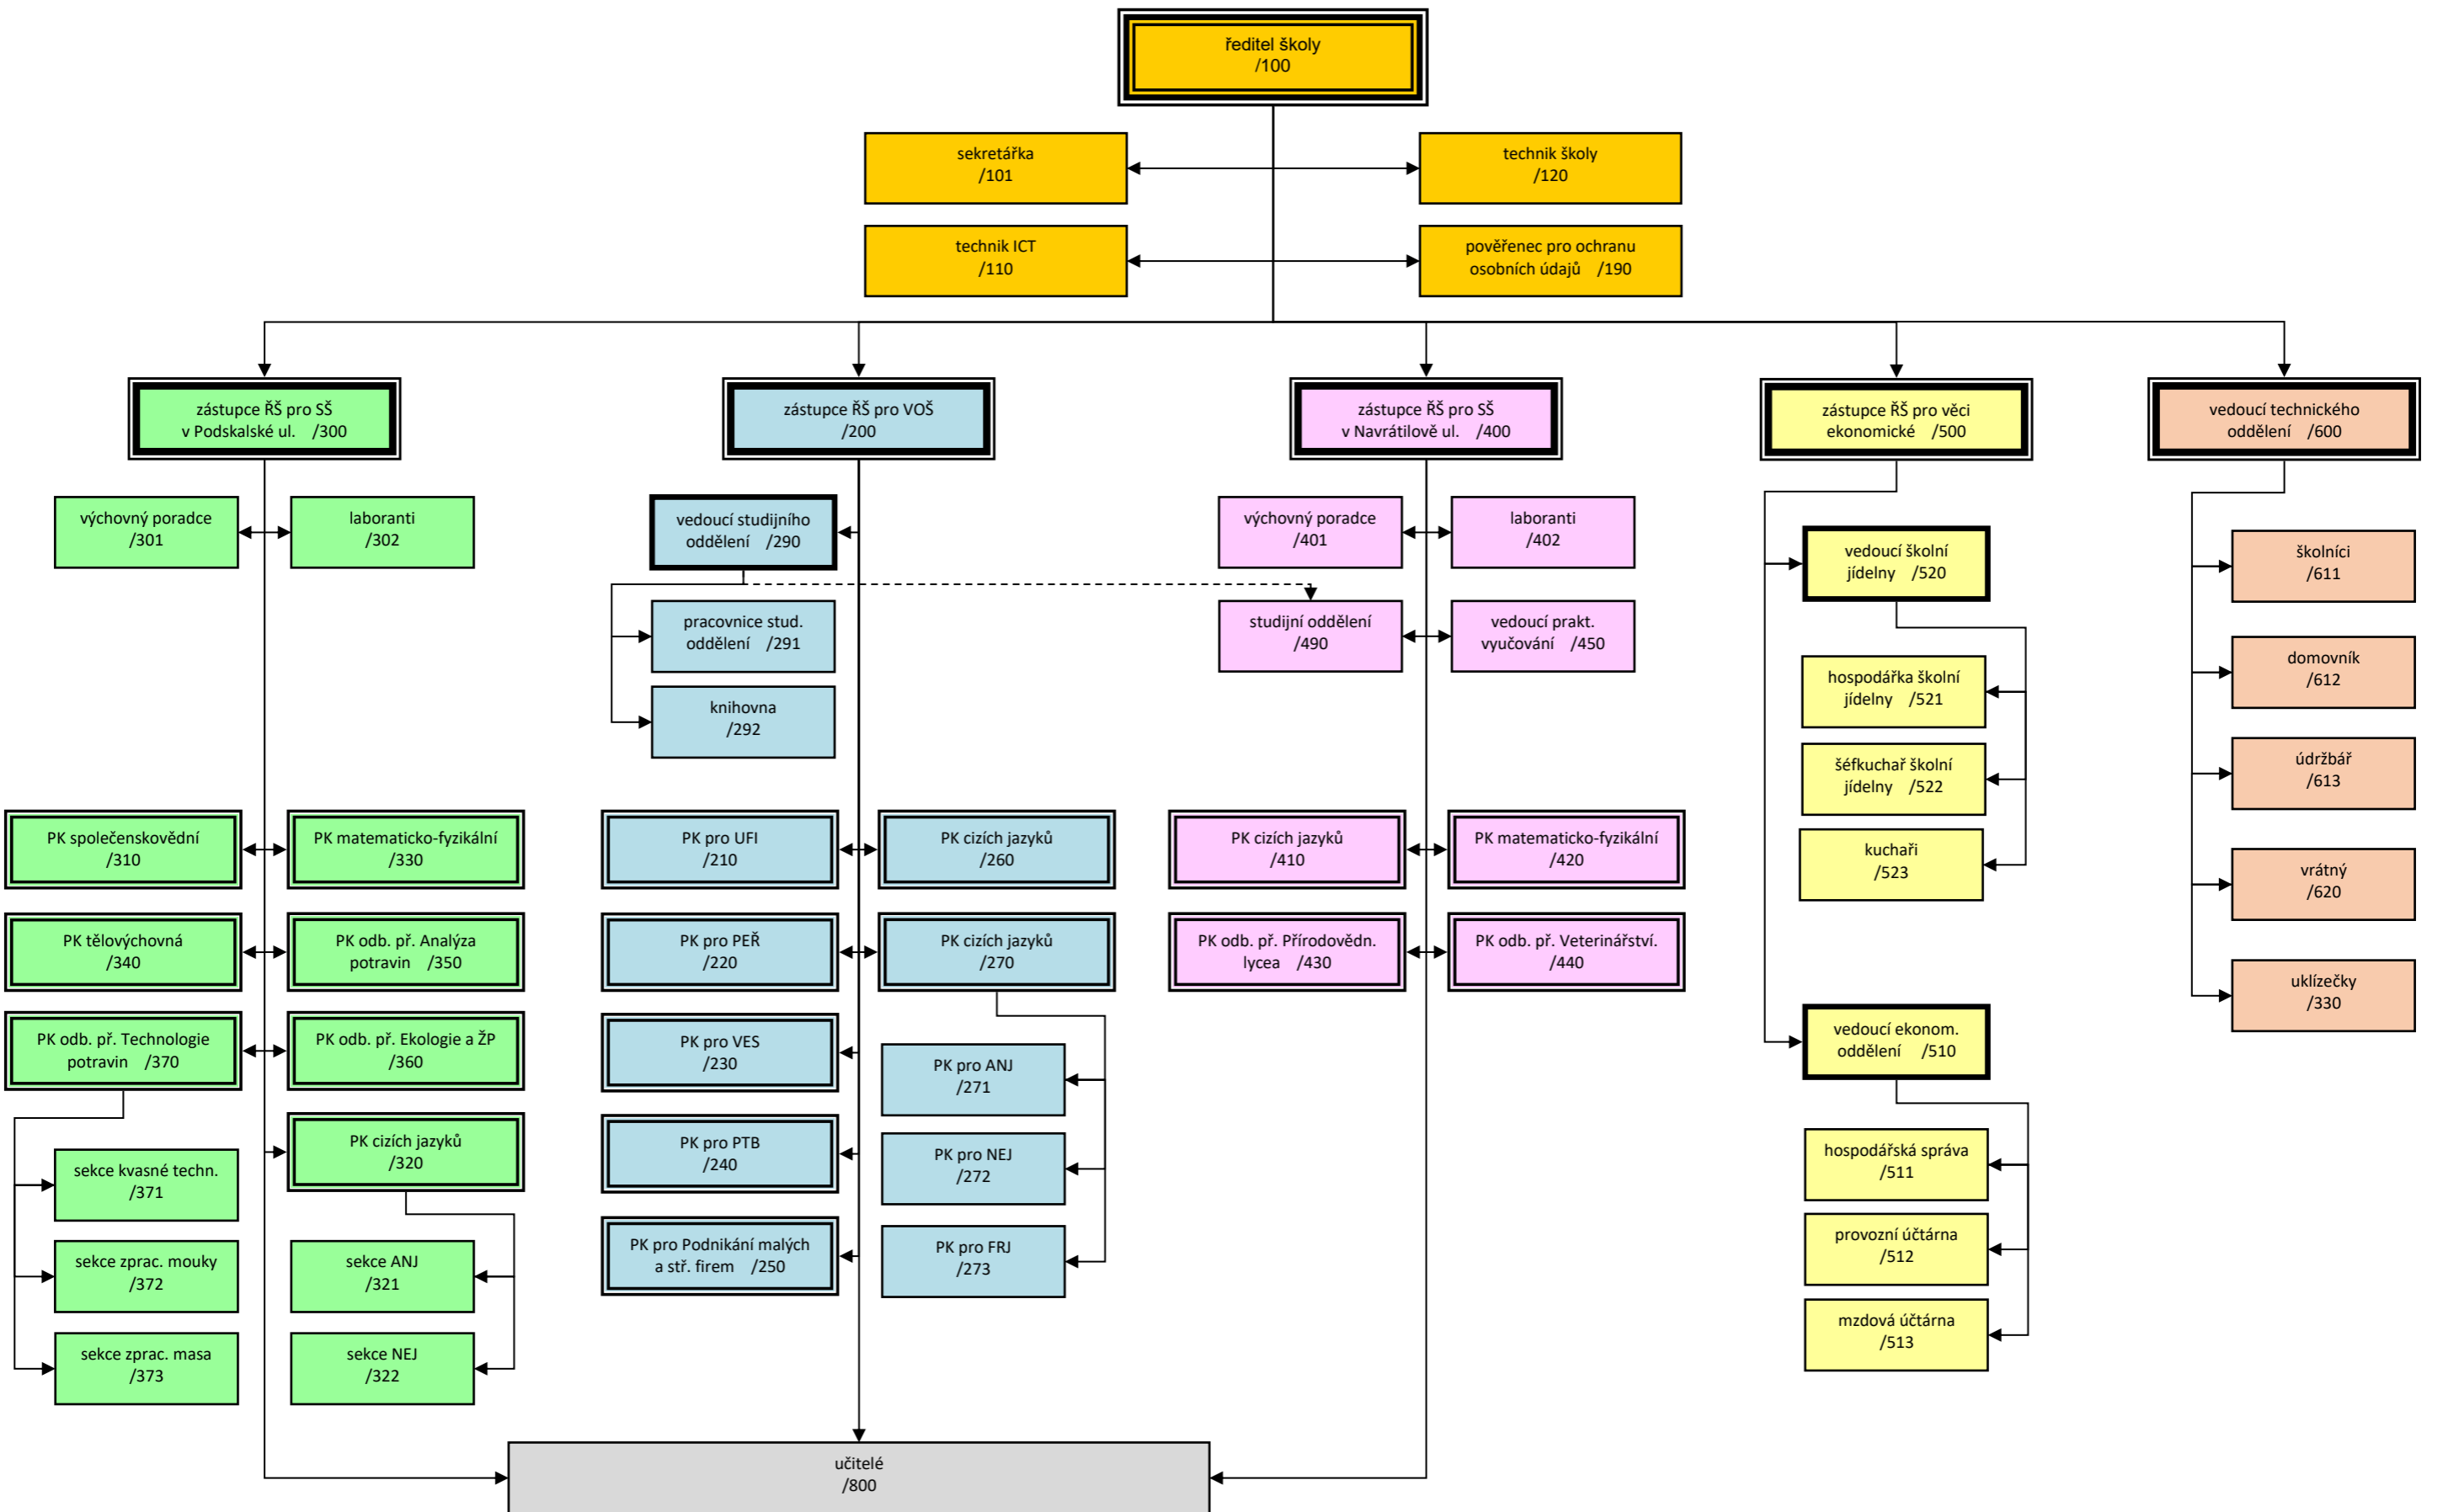 ředitel školy
/100
sekretářka
/101
technik školy
/120
technik ICT
/110
pověřenec pro ochranu
osobních údajů /190
zástupce ŘŠ pro SŠ
v Podskalské ul. /300
zástupce ŘŠ pro VOŠ
/200
zástupce ŘŠ pro SŠ
v Navrátilově ul. /400
zástupce ŘŠ pro věci
ekonomické /500
vedoucí technického
oddělení /600
výchovný poradce
/301
laboranti
/302
vedoucí studijního
oddělení /290
pracovnice stud.
oddělení /291
knihovna
/292
výchovný poradce
/401
laboranti
/402
studijní oddělení
/490
vedoucí prakt.
vyučování /450
vedoucí školní
jídelny /520
hospodářka školní
jídelny /521
šéfkuchař školní
jídelny /522
kuchaři
/523
školníci
/611
domovník
/612
údržbář
/613
vrátný
/620
uklízečky
/330
PK společenskovědní
/310
PK matematicko-fyzikální
/330
PK tělovýchovná
/340
PK odb. př. Analýza
potravin /350
PK odb. př. Technologie
potravin /370
PK odb. př. Ekologie a ŽP
/360
PK cizích jazyků
/320
sekce kvasné techn.
/371
sekce zprac. mouky
/372
sekce zprac. masa
/373
sekce ANJ
/321
sekce NEJ
/322
PK pro UFI
/210
PK cizích jazyků
/260
PK pro PEŘ
/220
PK cizích jazyků
/270
PK pro VES
/230
PK pro PTB
/240
PK pro Podnikání malých
a stř. firem /250
PK pro ANJ
/271
PK pro NEJ
/272
PK pro FRJ
/273
PK cizích jazyků
/410
PK matematicko-fyzikální
/420
PK odb. př. Přírodovědn.
lycea /430
PK odb. př. Veterinářství.
/440
vedoucí ekonom.
oddělení /510
hospodářská správa
/511
provozní účtárna
/512
mzdová účtárna
/513
učitelé
/800